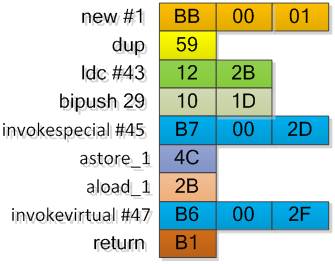 new #1 BB 00 01
dup 59
ldc #43 12 2B
bipush 29 10 1D
invokespecial #45 B7 00 2D
astore_1 4C
aload_1 2B
invokevirtual #47 B6 00 2F
return B1